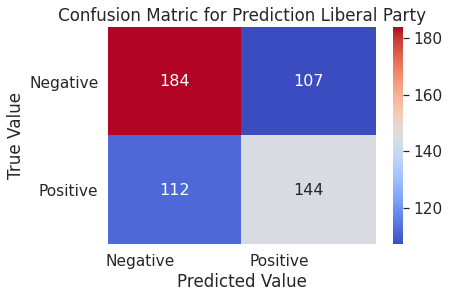 Confusion Matric for Prediction Liberal Party
True Value
Negative
184
107
Positive
112
144
Negative
Positive
Predicted Value
180
160
140
120